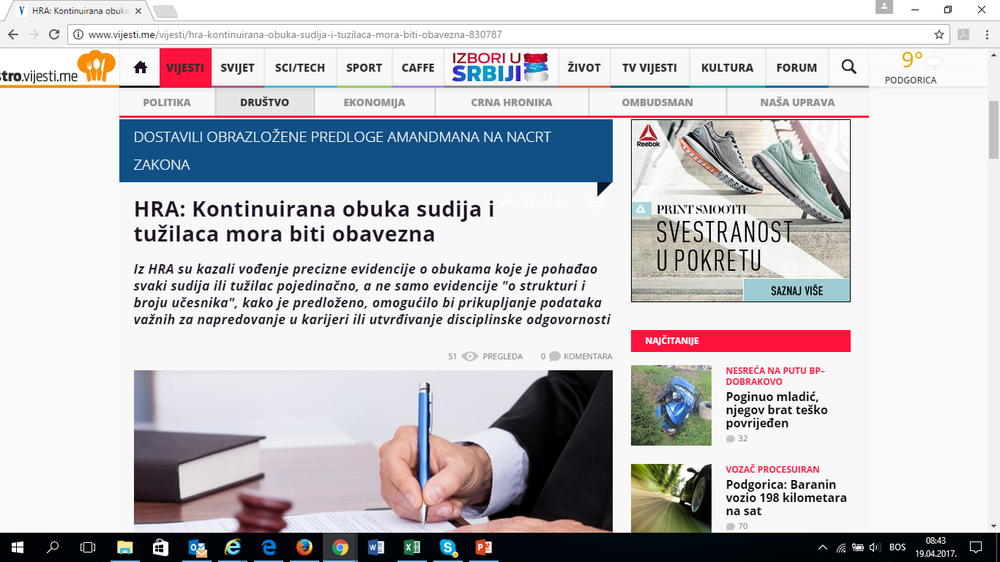 HRA: Kontinuirana obuka
www.vijesti.me/vijesti/hra-kontinuirana-obuka-sudija-i-tuzilaca-mora-biti-obavezna-830787
stro.vijesti.me
VIJESTI
SVIJET
SCI/TECH
SPORT
CAFFE
IZBORI U
SRBIJI
ŽIVOT
TV VIJESTI
KULTURA
FORUM
9°
PODGORICA
POLITIKA
DRUŠTVO
EKONOMIJA
CRNA HRONIKA
OMBUDSMAN
NAŠA UPRAVA
DOSTAVILI OBRAZLOŽENE PREDLOGE AMANDMANA NA NACRT
ZAKONA
26.4.2015 11:21
HRA: Kontinuirana obuka sudija i
tužilaca mora biti obavezna
Iz HRA su kazali vođenje precizne evidencije o obukama koje je pohađao
svaki sudija ili tužilac pojedinačno, a ne samo evidencije "o strukturi i
broju učesnika", kako je predloženo, omogućilo bi prikupljanje podataka
važnih za napredovanje u karijeri ili utvrđivanje disciplinske odgovornosti
51 PREGLEDA 0 KOMENTARA
Reebok
PRINT SMOOTH
SVESTRANOST
U POKRETU
SAZNAJ VIŠE
NAJČITANIJE
NESREĆA NA PUTU BP–
DOBRAKOVO
Poginuo mladić,
njegov brat teško
povrijeđen
32
VOZAČ PROCESUIRAN
Podgorica: Baranin
vozio 198 kilometara
na sat
70
BOS
08:43
19.04.2017.